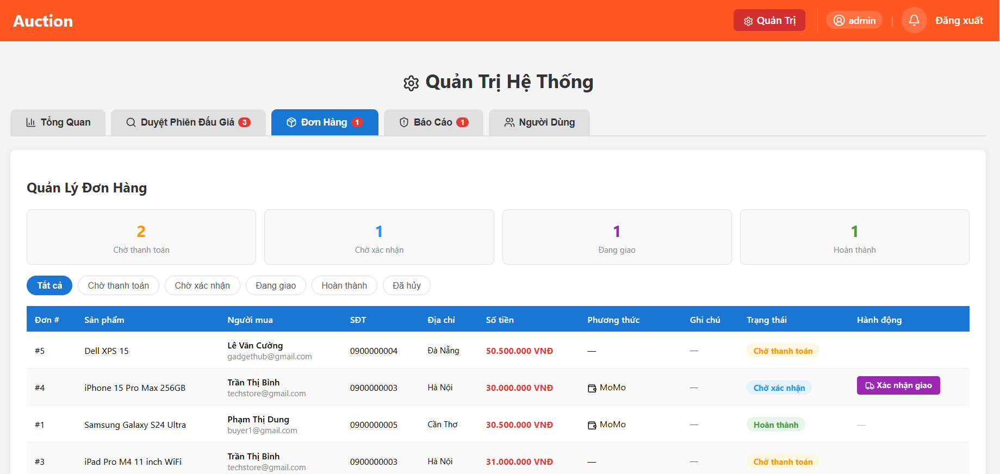 Auction
Quản Trị
admin
|
Đăng xuất
Quản Trị Hệ Thống
Tổng Quan
Duyệt Phiên Đấu Giá 3
Đơn Hàng 1
Báo Cáo 1
Người Dùng
Quản Lý Đơn Hàng
2
Chờ thanh toán
1
Chờ xác nhận
1
Đang giao
1
Hoàn thành
Tất cả Chờ thanh toán Chờ xác nhận Đang giao Hoàn thành Đã hủy
Đơn # Sản phẩm Người mua SĐT Địa chỉ Số tiền Phương thức Ghi chú Trạng thái Hành động
#5 Dell XPS 15 Lê Văn Cường 0900000004 Đà Nẵng 50.500.000 VNĐ — — Chờ thanh toán
gadgethub@gmail.com
#4 iPhone 15 Pro Max 256GB Trần Thị Bình 0900000003 Hà Nội 30.000.000 VNĐ MoMo — Chờ xác nhận Xác nhận giao
techstore@gmail.com
#1 Samsung Galaxy S24 Ultra Phạm Thị Dung 0900000005 Cần Thơ 30.500.000 VNĐ MoMo — Hoàn thành —
buyer1@gmail.com
#3 iPad Pro M4 11 inch WiFi Trần Thị Bình 0900000003 Hà Nội 31.000.000 VNĐ — — Chờ thanh toán
techstore@gmail.com